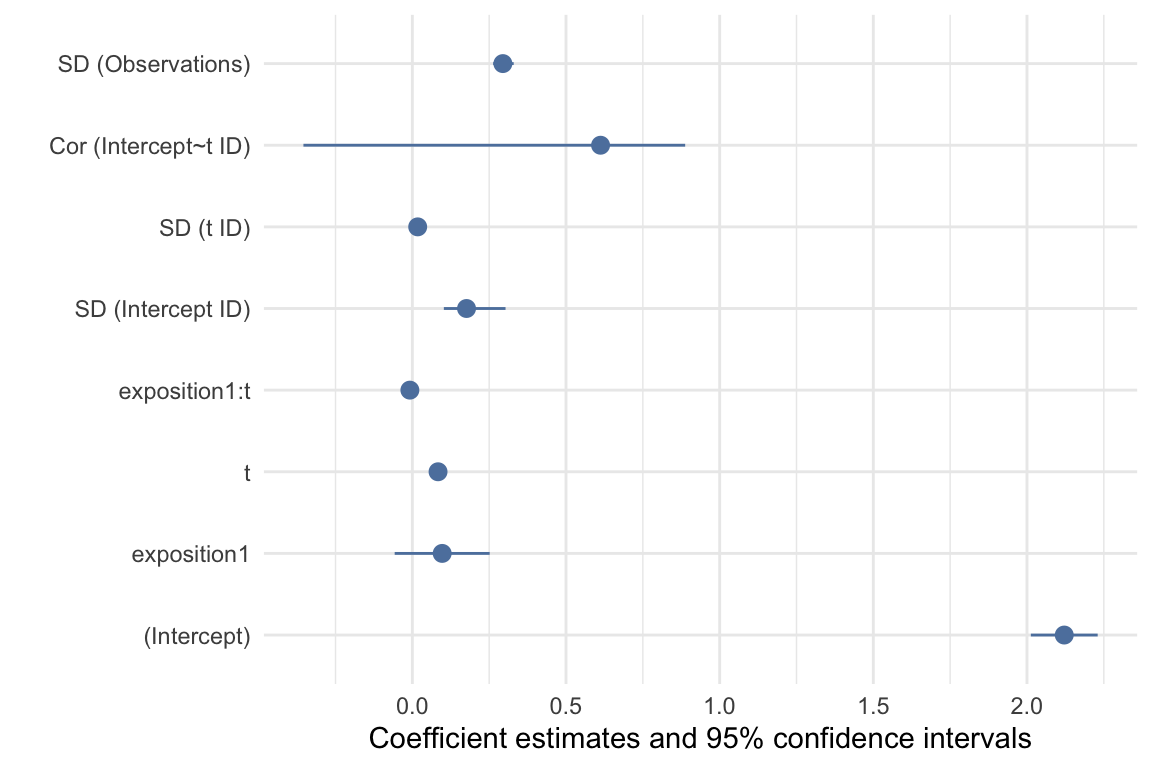 SD (Observations)
Cor (Intercept~t ID)
SD (t ID)
SD (Intercept ID)
exposition1:t
t
exposition1
(Intercept)
0.0 0.5 1.0 1.5 2.0
Coefficient estimates and 95% confidence intervals